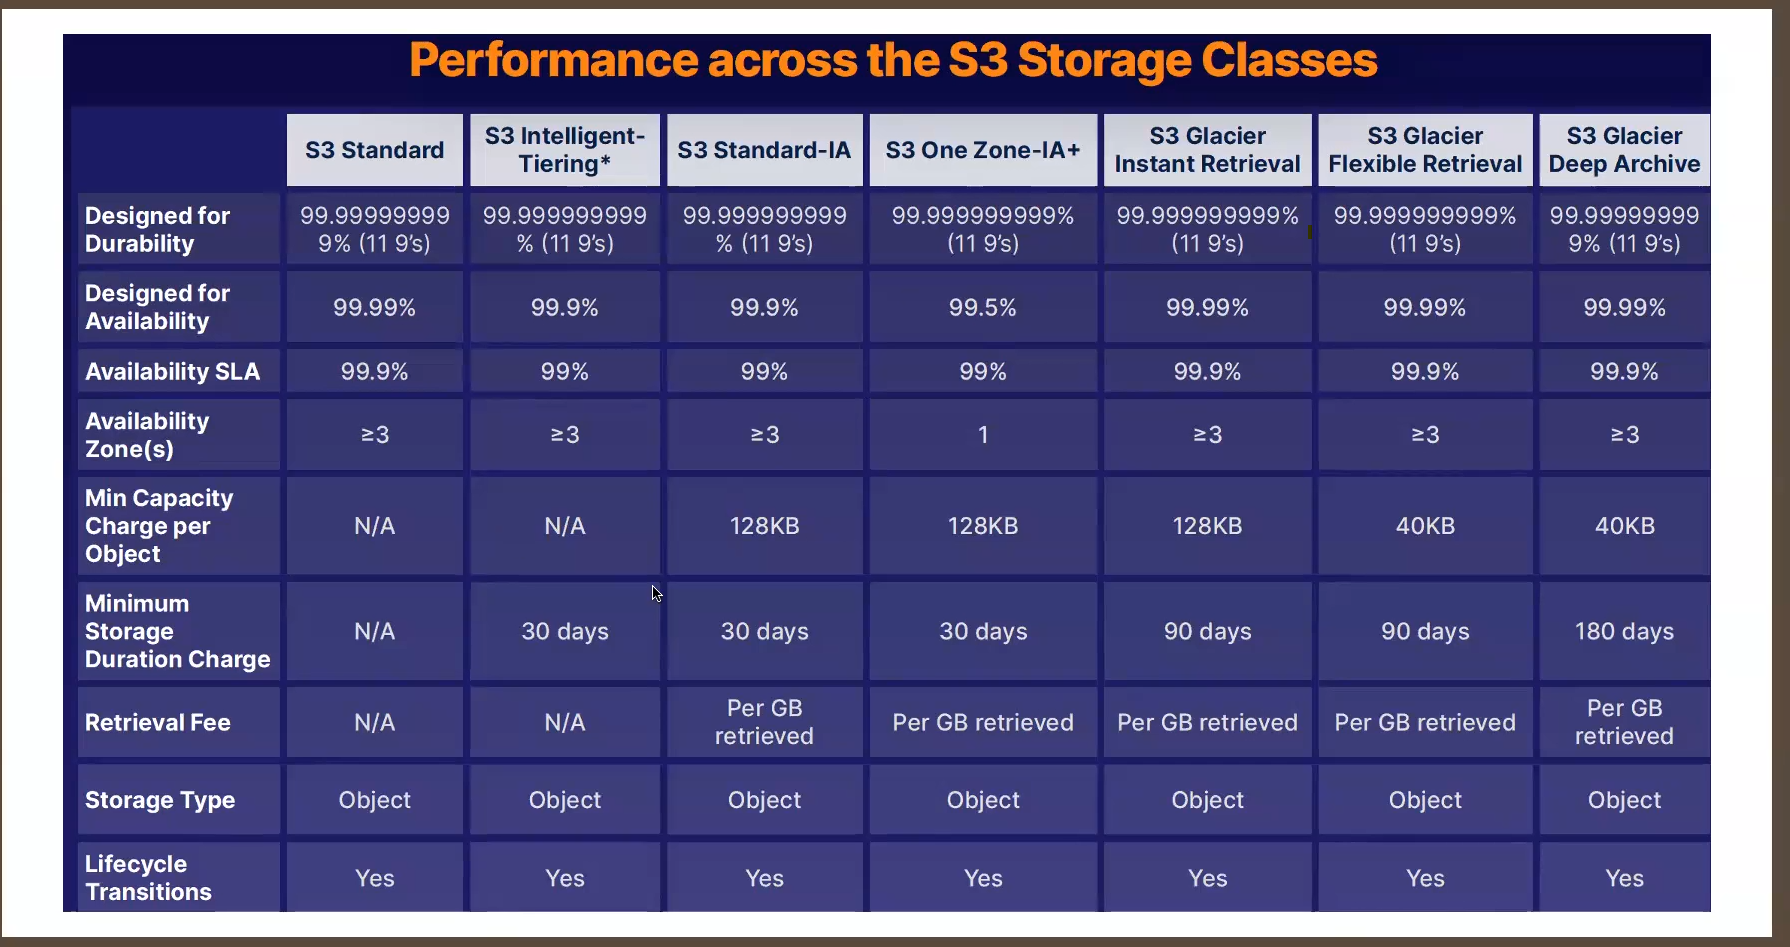 Performance across the S3 Storage Classes
S3 Standard
S3 Intelligent-
Tiering*
S3 Standard-IA
S3 One Zone-IA+
S3 Glacier
Instant Retrieval
S3 Glacier
Flexible Retrieval
S3 Glacier
Deep Archive
Designed for
Durability
99.99999999
9% (11 9’s)
99.999999999
% (11 9’s)
99.999999999
% (11 9’s)
99.999999999%
(11 9’s)
99.999999999%
(11 9’s)
99.999999999%
(11 9’s)
99.99999999
9% (11 9’s)
Designed for
Availability
99.99%
99.9%
99.9%
99.5%
99.99%
99.99%
99.99%
Availability SLA
99.9%
99%
99%
99%
99.9%
99.9%
99.9%
Availability
Zone(s)
≥3
≥3
≥3
1
≥3
≥3
≥3
Min Capacity
Charge per
Object
N/A
N/A
128KB
128KB
128KB
40KB
40KB
Minimum
Storage
Duration Charge
N/A
30 days
30 days
30 days
90 days
90 days
180 days
Retrieval Fee
N/A
N/A
Per GB
retrieved
Per GB retrieved
Per GB retrieved
Per GB retrieved
Per GB
retrieved
Storage Type
Object
Object
Object
Object
Object
Object
Object
Lifecycle
Transitions
Yes
Yes
Yes
Yes
Yes
Yes
Yes